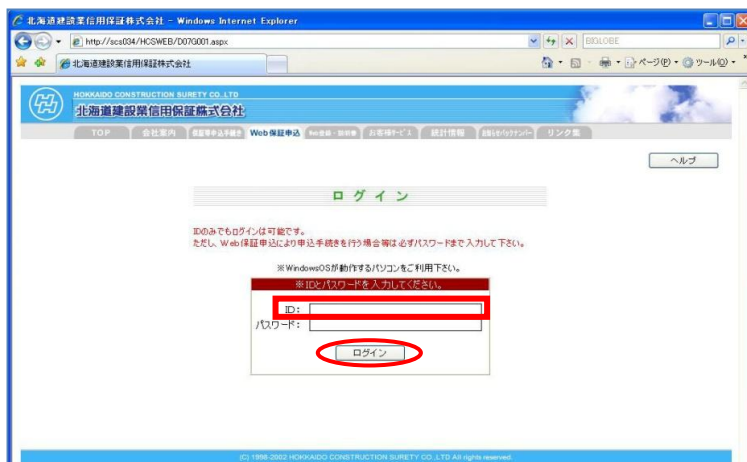 北海道建設業信用保証株式会社 - Windows Internet Explorer
http://scs034/HCSWEB/D07G001.aspx
BIGLOBE
北海道建設業信用保証株式会社
ページ(P)
ツール(O)
HOKKAIDO CONSTRUCTION SURETY CO.,LTD
北海道建設業信用保証株式会社
TOP
会社案内
保証等申込手続き
Web保証申込
お客様サービス
統計情報
リンク集
ヘルプ
ログイン
IDのみでもログインは可能です。
ただし、Web保証申込により申込手続きを行う場合等は必ずパスワードまで入力して下さい。
※WindowsOSが動作するパソコンをご利用下さい。
※IDとパスワードを入力してください。
ID:
パスワード:
ログイン
(C) 1998-2002 HOKKAIDO CONSTRUCTION SURETY CO.,LTD All rights reserved.